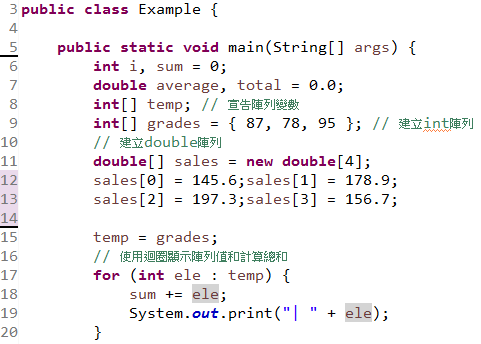 3 public class Example {
4
5     public static void main(String[] args) {
6         int i, sum = 0;
7         double average, total = 0.0;
8         int[] temp; // 宣告陣列變數
9         int[] grades = { 87, 78, 95 }; // 建立int陣列
10         // 建立double陣列
11         double[] sales = new double[4];
12         sales[0] = 145.6;sales[1] = 178.9;
13         sales[2] = 197.3;sales[3] = 156.7;
14
15         temp = grades;
16         // 使用迴圈顯示陣列值和計算總和
17         for (int ele : temp) {
18             sum += ele;
19             System.out.print("| " + ele);
20         }